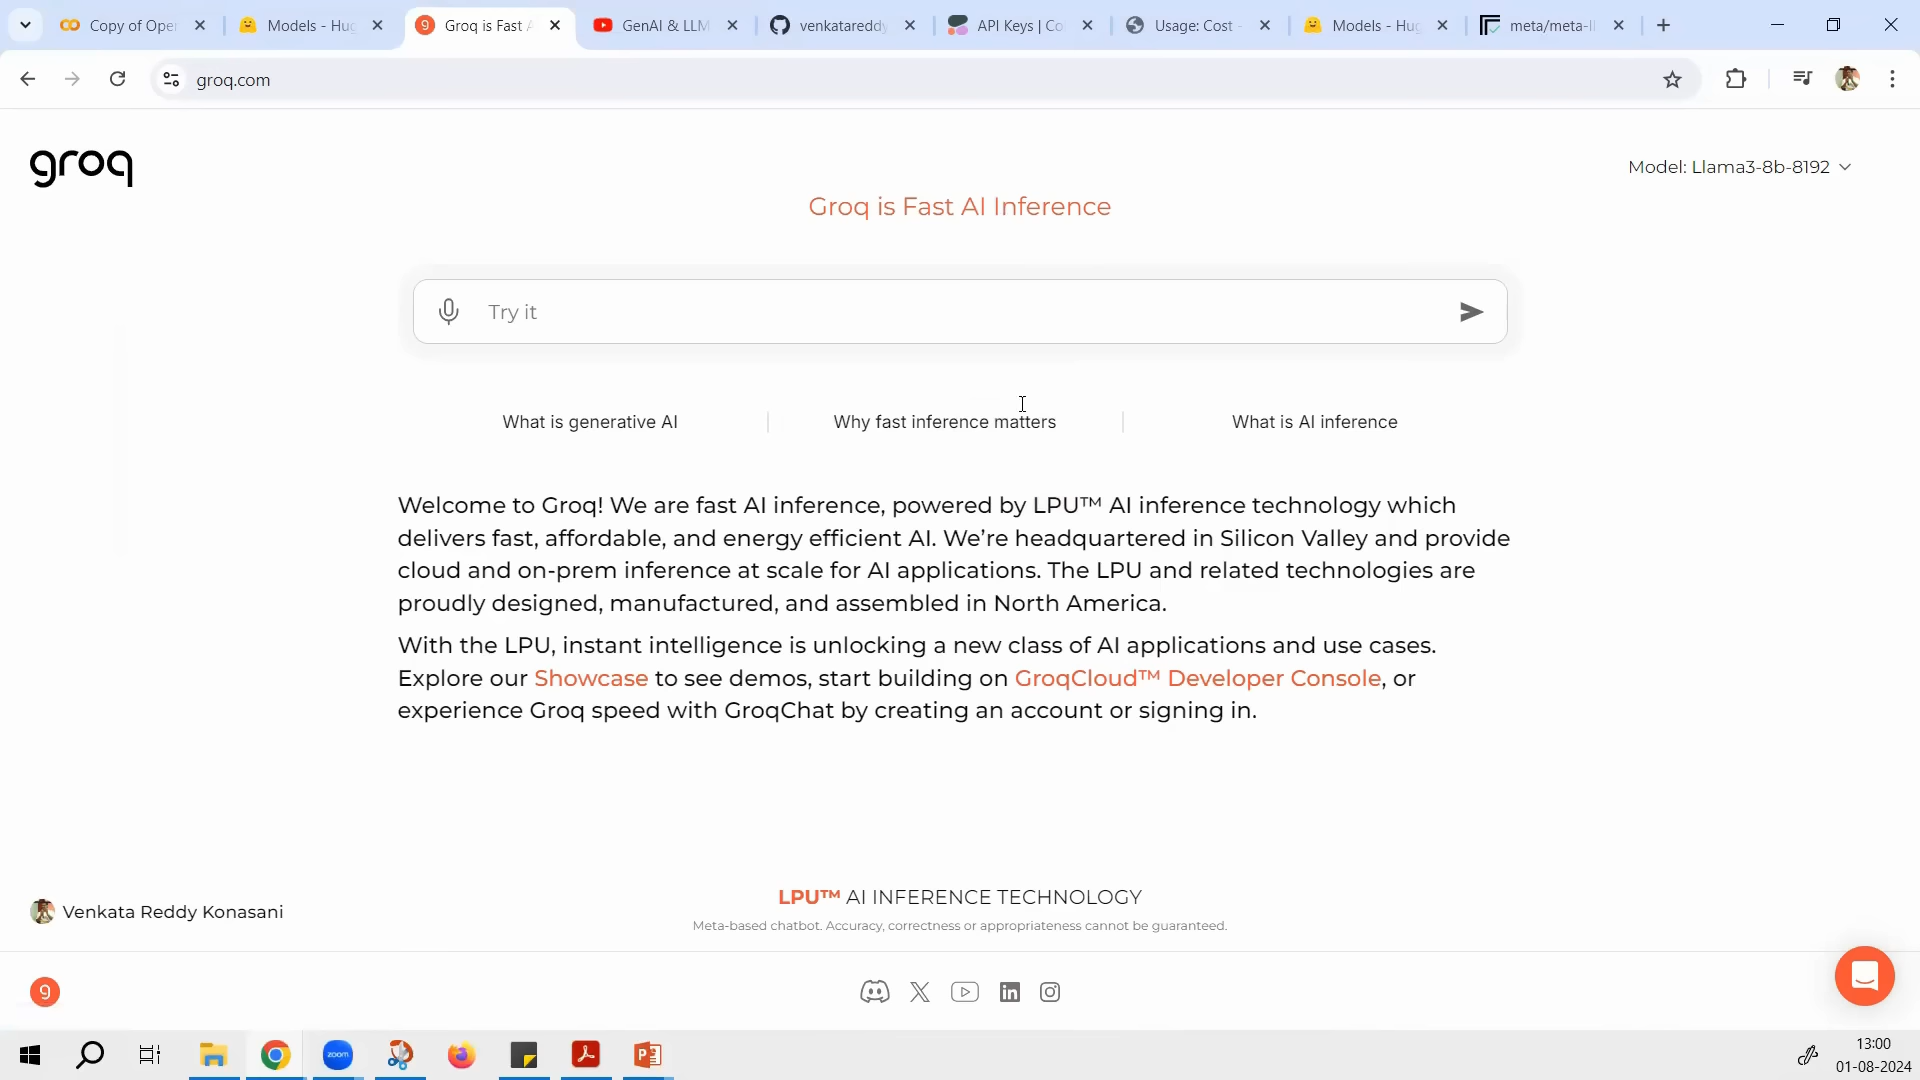 Copy of Oper
Models - Hug
Groq is Fast A
GenAI & LLM
venkatareddy
API Keys | Co
Usage: Cost -
Models - Hug
meta/meta-ll
groq.com
groq
Model: Llama3-8b-8192
Groq is Fast AI Inference
Try it
What is generative AI
Why fast inference matters
What is AI inference
Welcome to Groq! We are fast AI inference, powered by LPU™ AI inference technology which
delivers fast, affordable, and energy efficient AI. We’re headquartered in Silicon Valley and provide
cloud and on-prem inference at scale for AI applications. The LPU and related technologies are
proudly designed, manufactured, and assembled in North America.
With the LPU, instant intelligence is unlocking a new class of AI applications and use cases.
Explore our Showcase to see demos, start building on GroqCloud™ Developer Console, or
experience Groq speed with GroqChat by creating an account or signing in.
LPU™ AI INFERENCE TECHNOLOGY
Venkata Reddy Konasani
Meta-based chatbot. Accuracy, correctness or appropriateness cannot be guaranteed.
zoom
13:00
01-08-2024